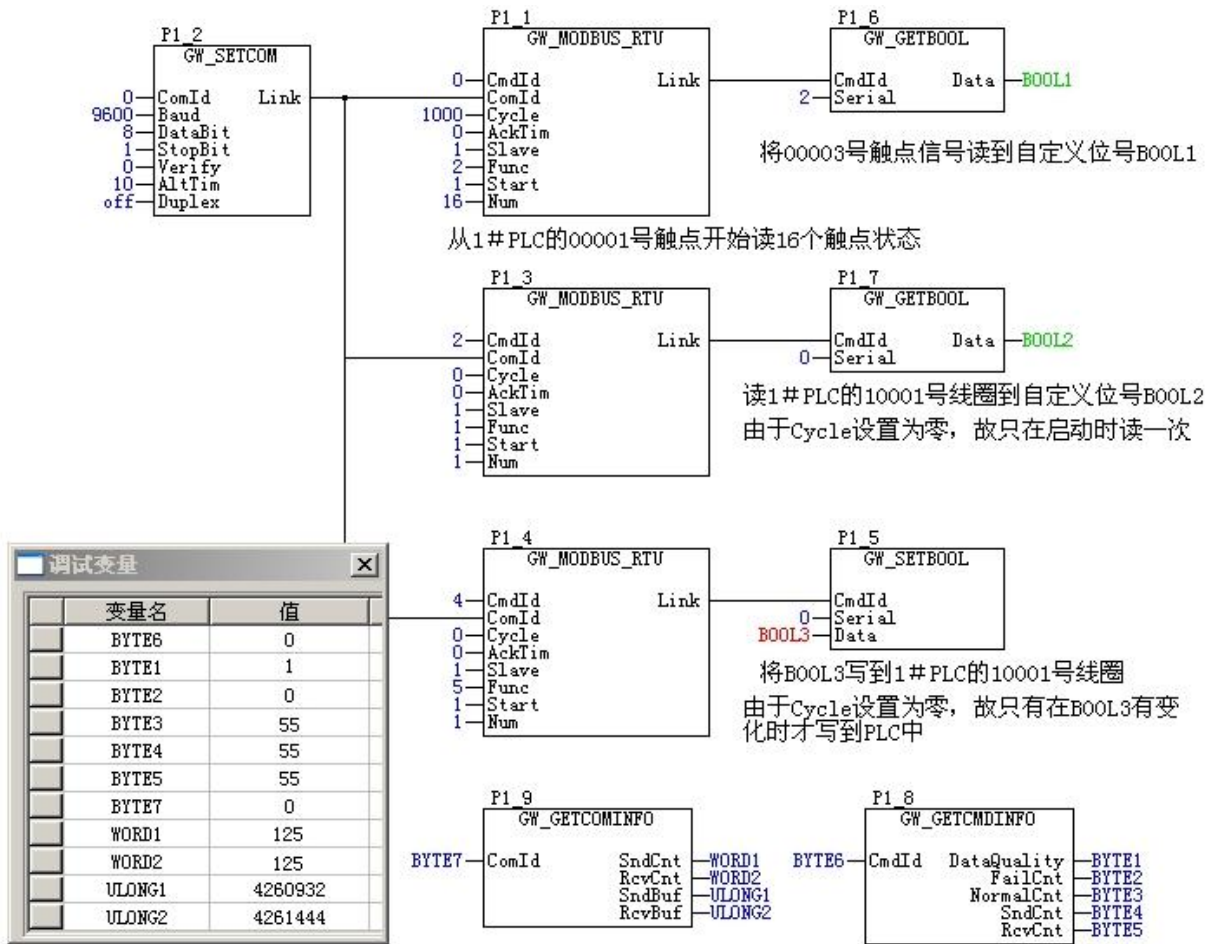 P1_2
GW_SETCOM
0 ComId Link
9600 Baud
8 DataBit
1 StopBit
0 Verify
10 AltTim
off Duplex
P1_1
GW_MODBUS_RTU
0 CmdId Link
ComId
1000 Cycle
0 AckTim
1 Slave
2 Func
1 Start
16 Num
从1#PLC的00001号触点开始读16个触点状态
P1_6
GW_GETBOOL
CmdId Data BOOL1
2 Serial
将00003号触点信号读到自定义位号BOOL1
P1_3
GW_MODBUS_RTU
2 CmdId Link
ComId
0 Cycle
0 AckTim
1 Slave
1 Func
1 Start
1 Num
P1_7
GW_GETBOOL
CmdId Data BOOL2
0 Serial
读1#PLC的10001号线圈到自定义位号BOOL2
由于Cycle设置为零，故只在启动时读一次
P1_4
GW_MODBUS_RTU
4 CmdId Link
ComId
0 Cycle
0 AckTim
1 Slave
5 Func
1 Start
1 Num
P1_5
GW_SETBOOL
CmdId
0 Serial
BOOL3 Data
将BOOL3写到1#PLC的10001号线圈
由于Cycle设置为零，故只有在BOOL3有变
化时才写到PLC中
调试变量
变量名 值
BYTE6 0
BYTE1 1
BYTE2 0
BYTE3 55
BYTE4 55
BYTE5 55
BYTE7 0
WORD1 125
WORD2 125
ULONG1 4260932
ULONG2 4261444
P1_9
GW_GETCOMINFO
BYTE7 ComId SndCnt WORD1
RcvCnt WORD2
SndBuf ULONG1
RcvBuf ULONG2
P1_8
GW_GETCMDINFO
BYTE6 CmdId DataQuality BYTE1
FailCnt BYTE2
NormalCnt BYTE3
SndCnt BYTE4
RcvCnt BYTE5